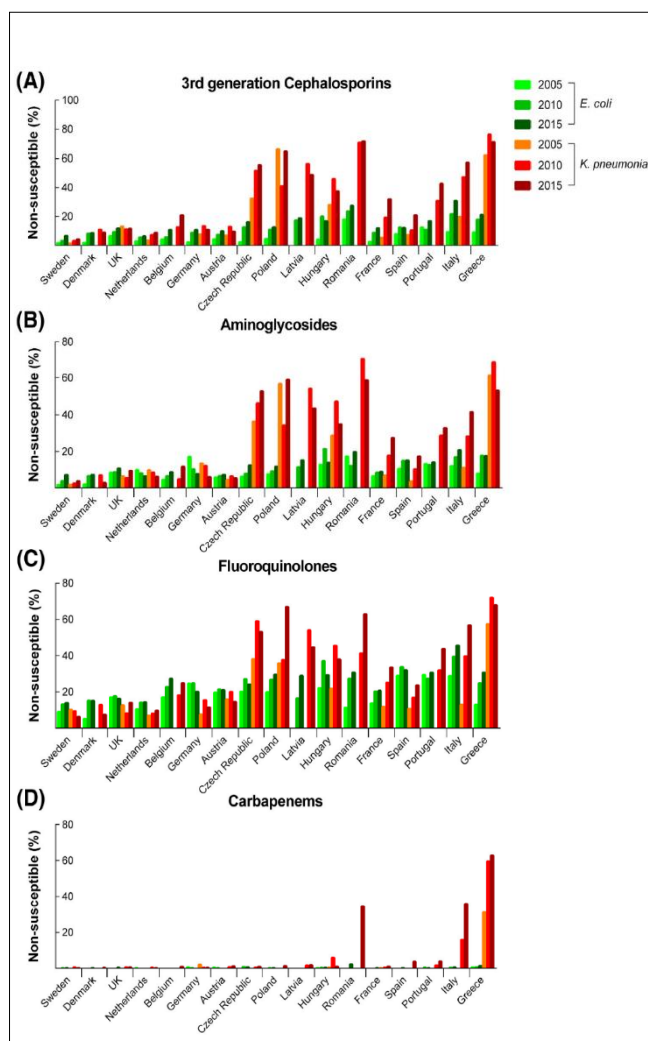 (A)
3rd generation Cephalosporins
2005
2010
2015
E. coli
2005
2010
2015
K. pneumonia
Non-susceptible (%)
100
80
60
40
20
Sweden
Denmark
UK
Netherlands
Belgium
Germany
Austria
Czech Republic
Poland
Latvia
Hungary
Romania
France
Spain
Portugal
Italy
Greece
(B)
Aminoglycosides
Non-susceptible (%)
80
60
40
20
Sweden
Denmark
UK
Netherlands
Belgium
Germany
Austria
Czech Republic
Poland
Latvia
Hungary
Romania
France
Spain
Portugal
Italy
Greece
(C)
Fluoroquinolones
Non-susceptible (%)
80
60
40
20
Sweden
Denmark
UK
Netherlands
Belgium
Germany
Austria
Czech Republic
Poland
Latvia
Hungary
Romania
France
Spain
Portugal
Italy
Greece
(D)
Carbapenems
Non-susceptible (%)
80
60
40
20
Sweden
Denmark
UK
Netherlands
Belgium
Germany
Austria
Czech Republic
Poland
Latvia
Hungary
Romania
France
Spain
Portugal
Italy
Greece